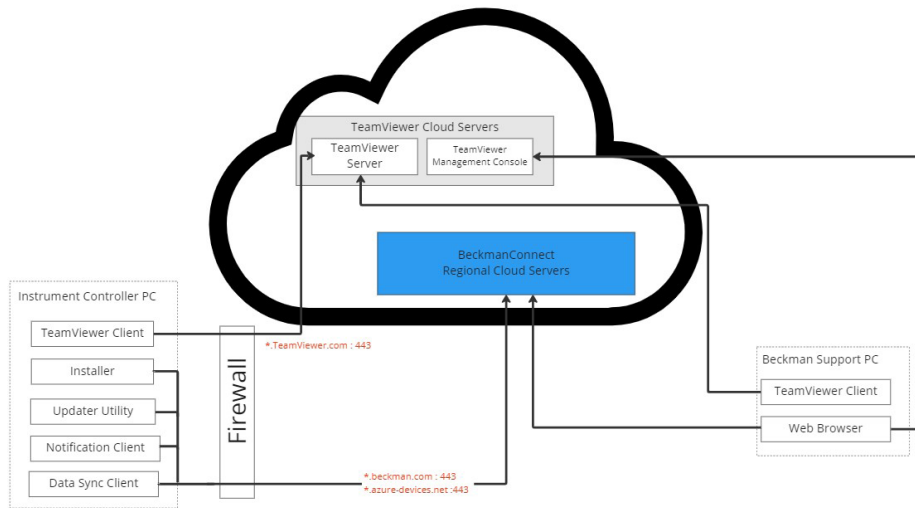 TeamViewer Cloud Servers
TeamViewer
Server
TeamViewer
Management Console
BeckmanConnect
Regional Cloud Servers
Instrument Controller PC
TeamViewer Client
Installer
Updater Utility
Notification Client
Data Sync Client
Firewall
*.TeamViewer.com : 443
*.beckman.com : 443
*.azure-devices.net :443
Beckman Support PC
TeamViewer Client
Web Browser